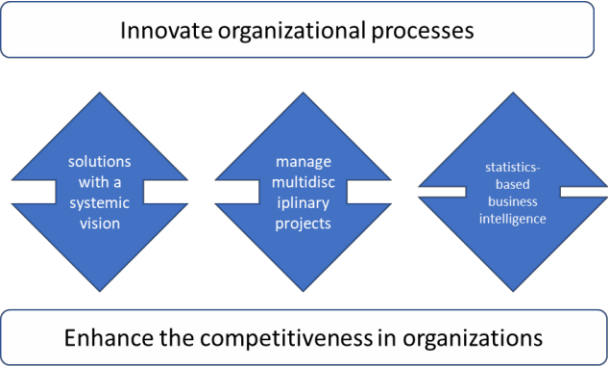 Innovate organizational processes
solutions
with a
systemic
vision
manage
multidisc
iplinary
projects
statistics-
based
business
intelligence
Enhance the competitiveness in organizations